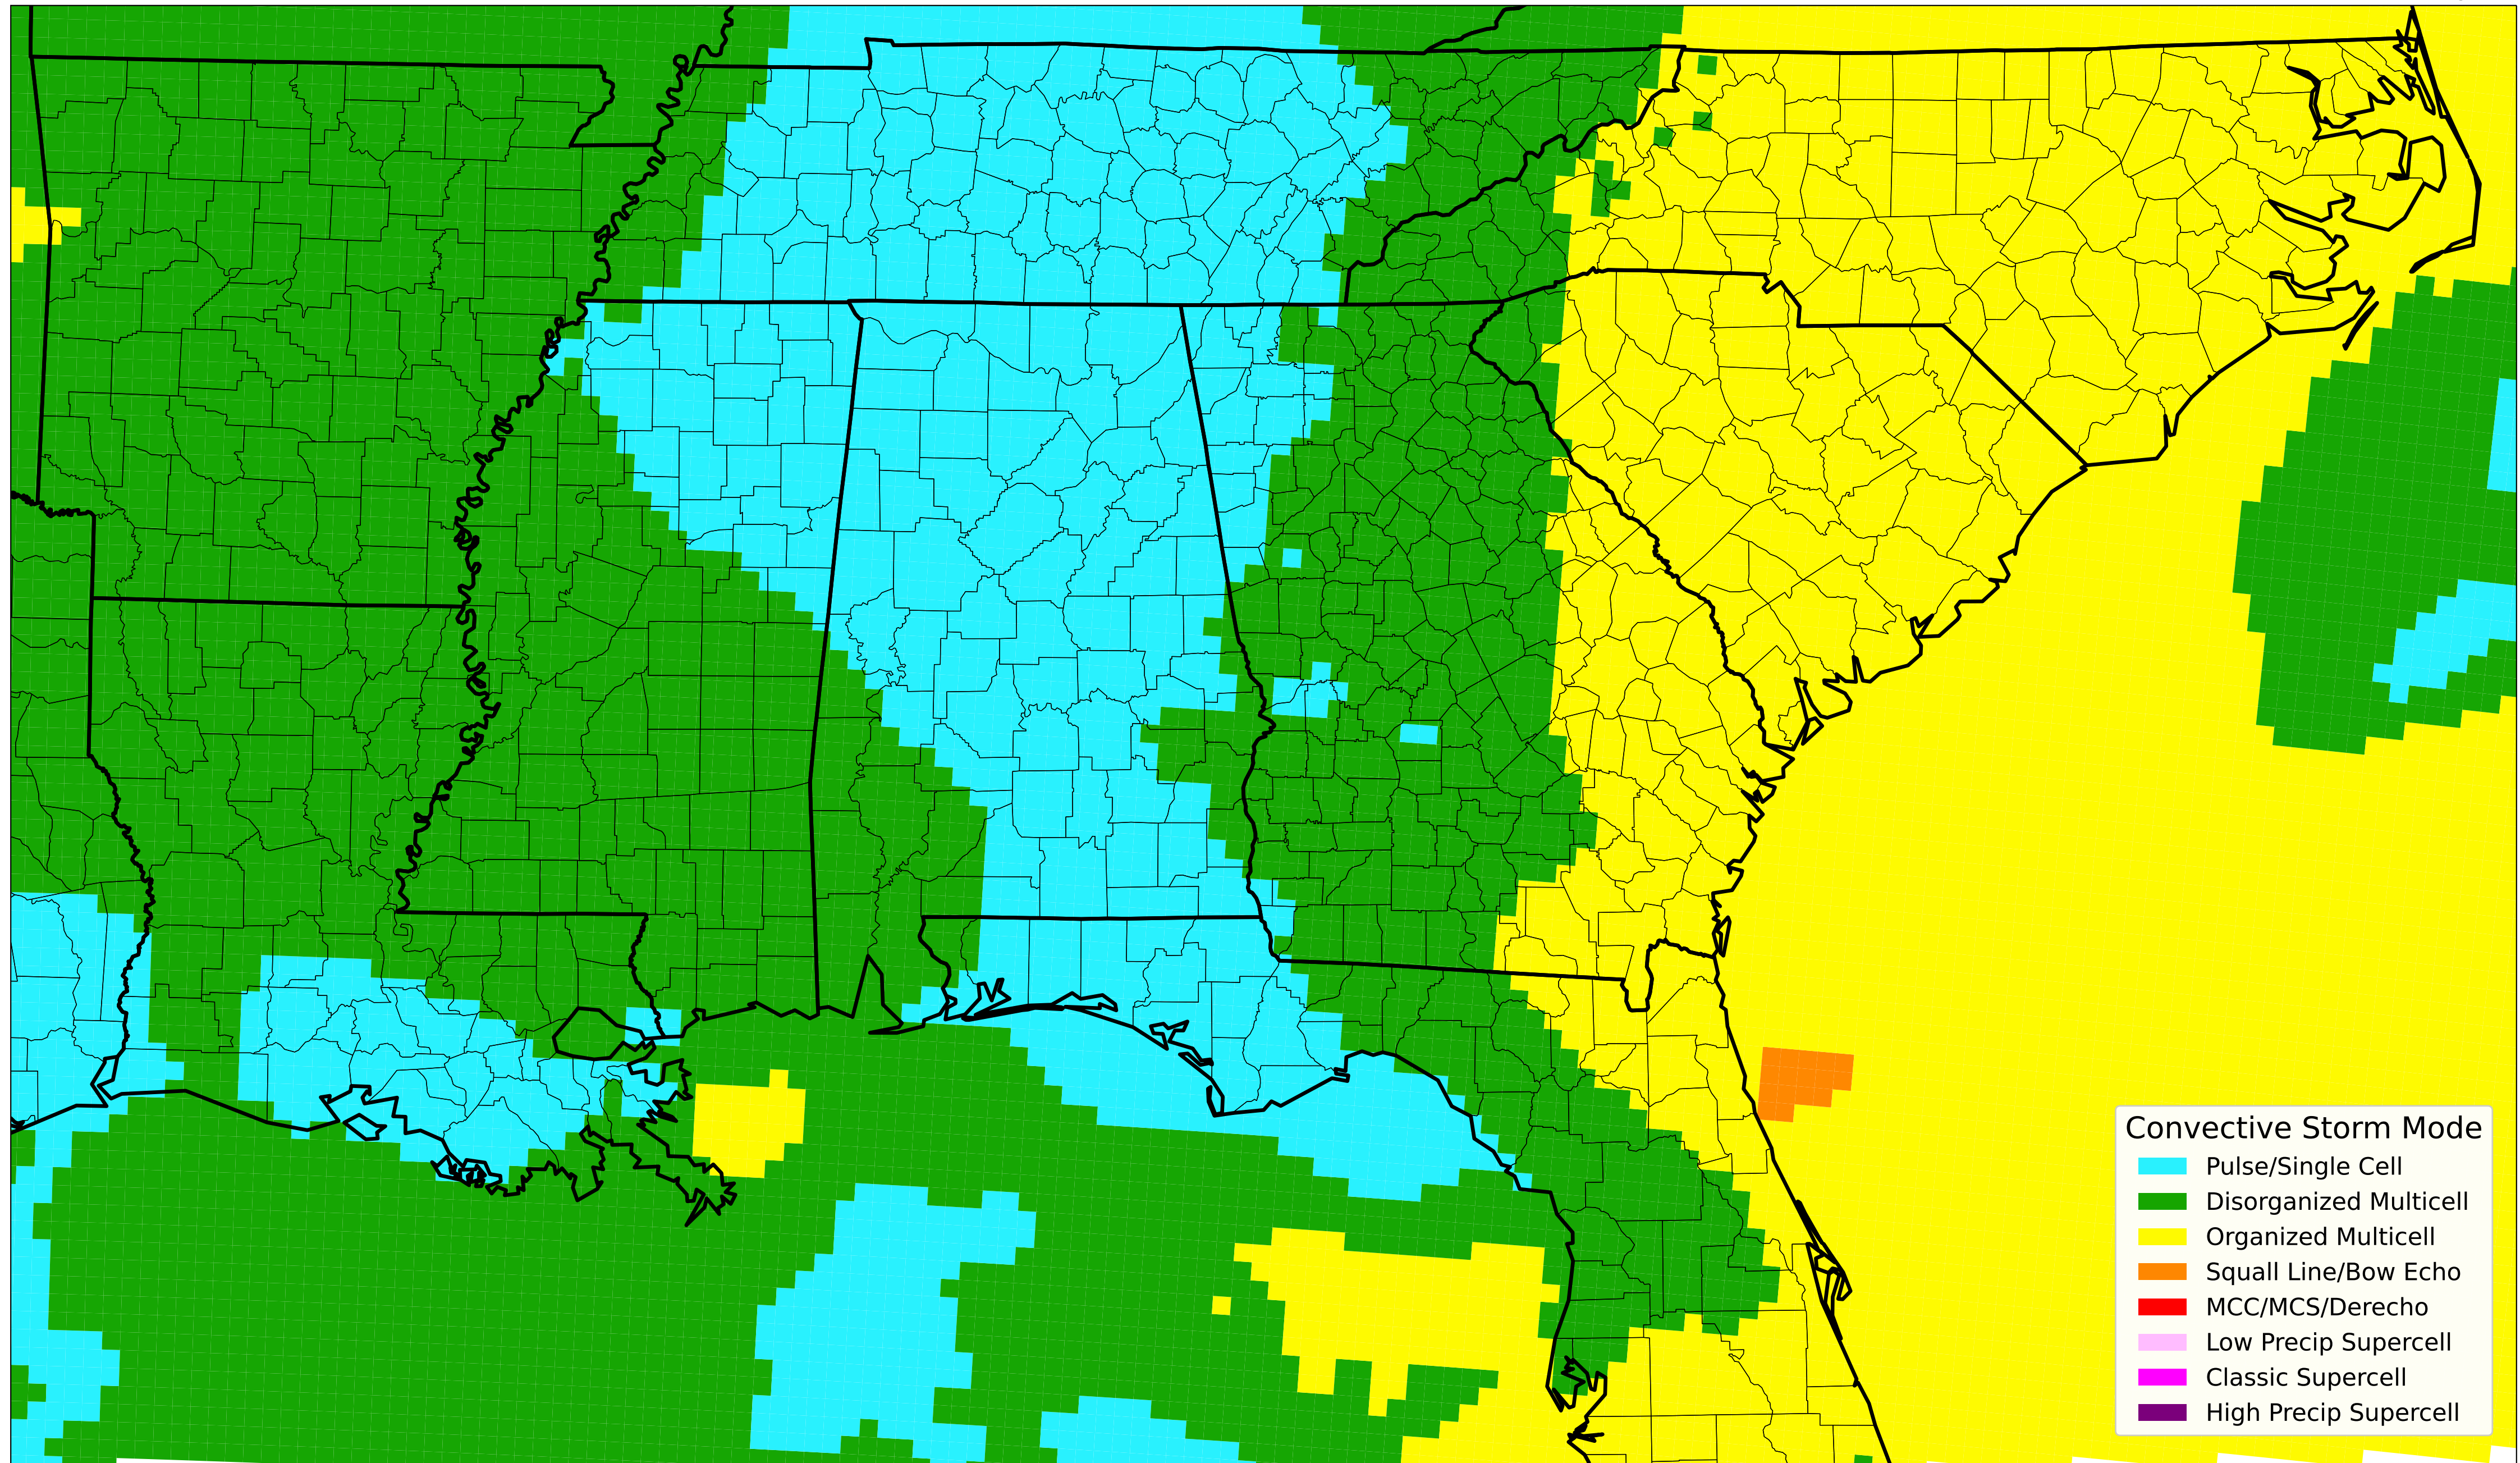 Convective Storm Mode
Pulse/Single Cell
Disorganized Multicell
Organized Multicell
Squall Line/Bow Echo
MCC/MCS/Derecho
Low Precip Supercell
Classic Supercell
High Precip Supercell